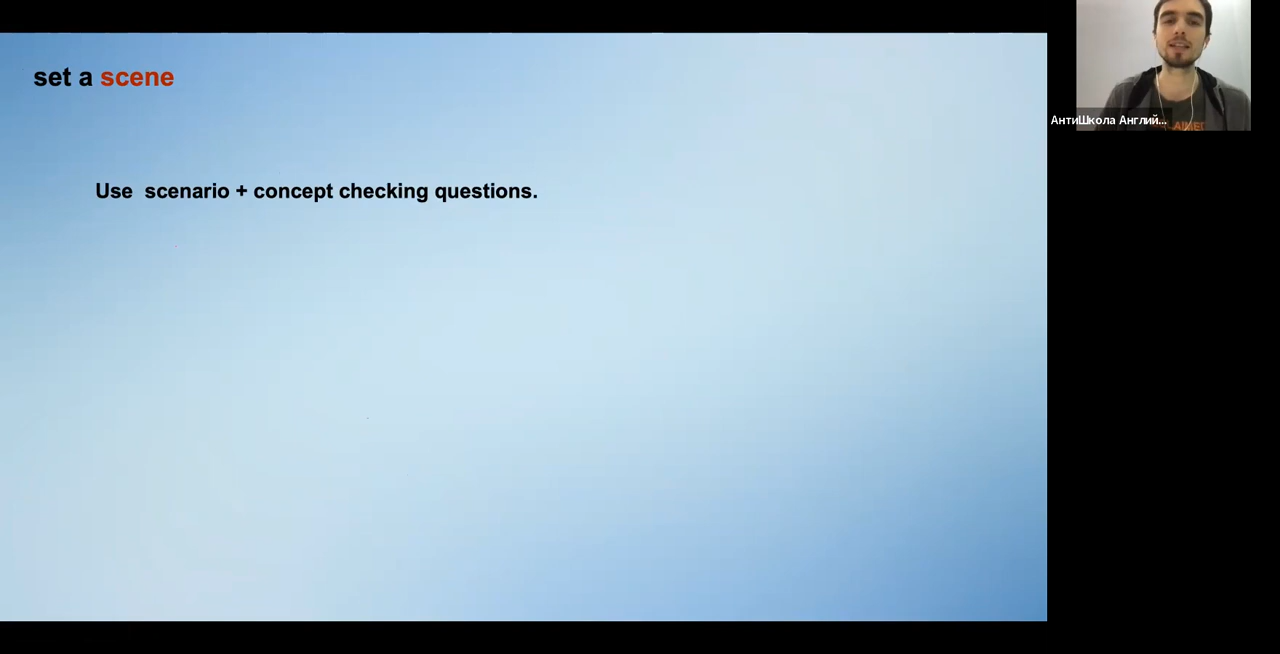 set a scene
Use scenario + concept checking questions.
АнтиШкола Англий...